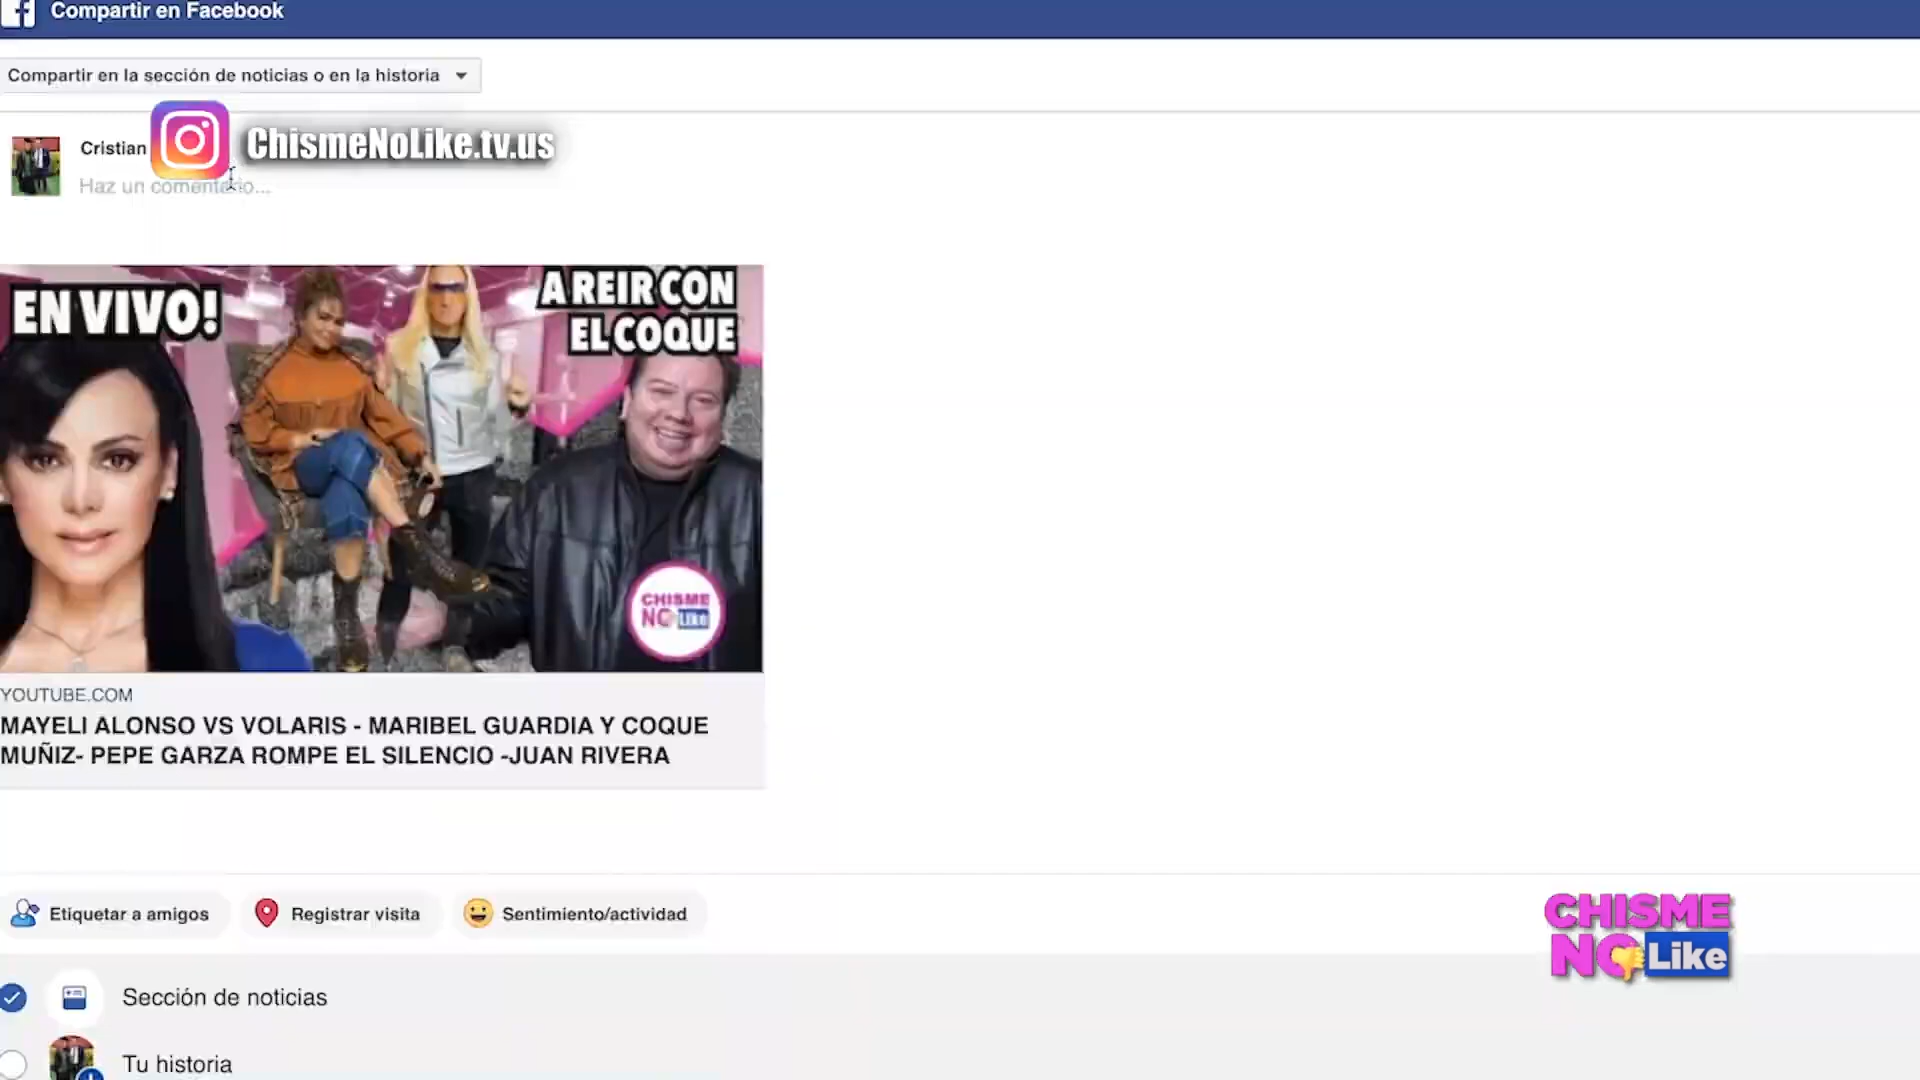 Compartir en Facebook
Compartir en la sección de noticias o en la historia
Cristian
ChismeNoLike.tv.us
Haz un comentario...
EN VIVO!
A REIR CON
EL COQUE
CHISME
NO Like
YOUTUBE.COM
MAYELI ALONSO VS VOLARIS - MARIBEL GUARDIA Y COQUE
MUÑIZ- PEPE GARZA ROMPE EL SILENCIO -JUAN RIVERA
Etiquetar a amigos
Registrar visita
Sentimiento/actividad
CHISME
NO Like
Sección de noticias
Tu historia